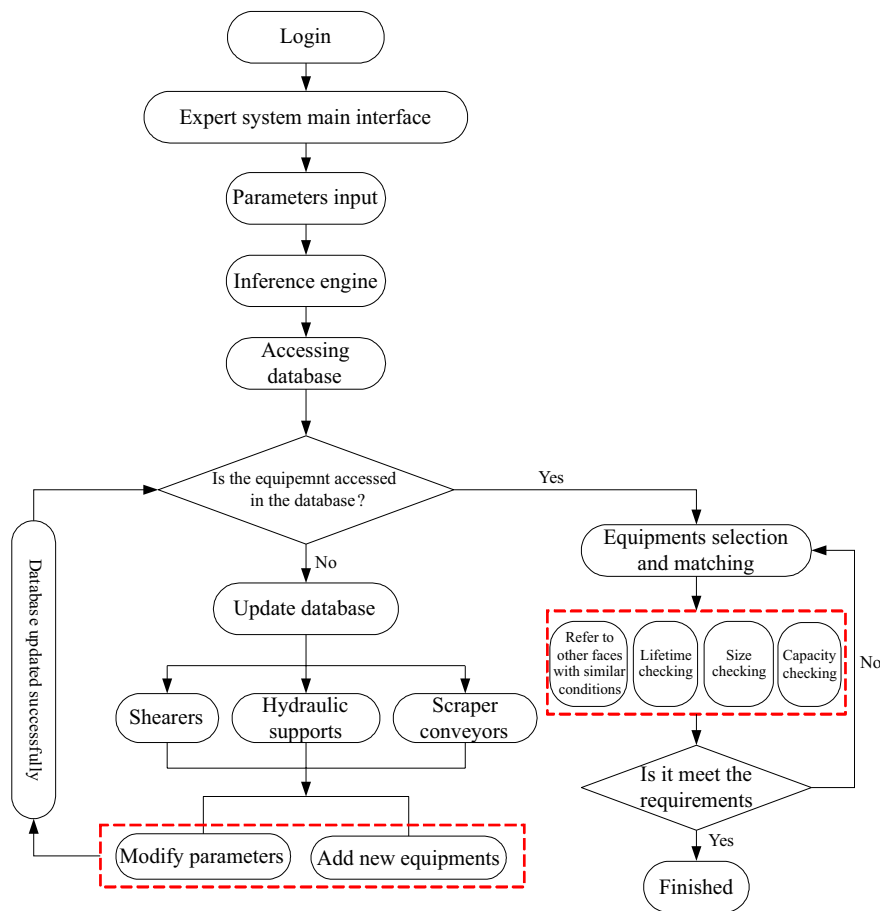 Login
Expert system main interface
Parameters input
Inference engine
Accessing
database
Is the equipemnt accessed
in the database?
Yes
No
Database updated successfully
Update database
Shearers
Hydraulic
supports
Scraper
conveyors
Modify parameters
Add new equipments
Equipments selection
and matching
Refer to
other faces
with similar
conditions
Lifetime
checking
Size
checking
Capacity
checking
No
Is it meet the
requirements
Yes
Finished